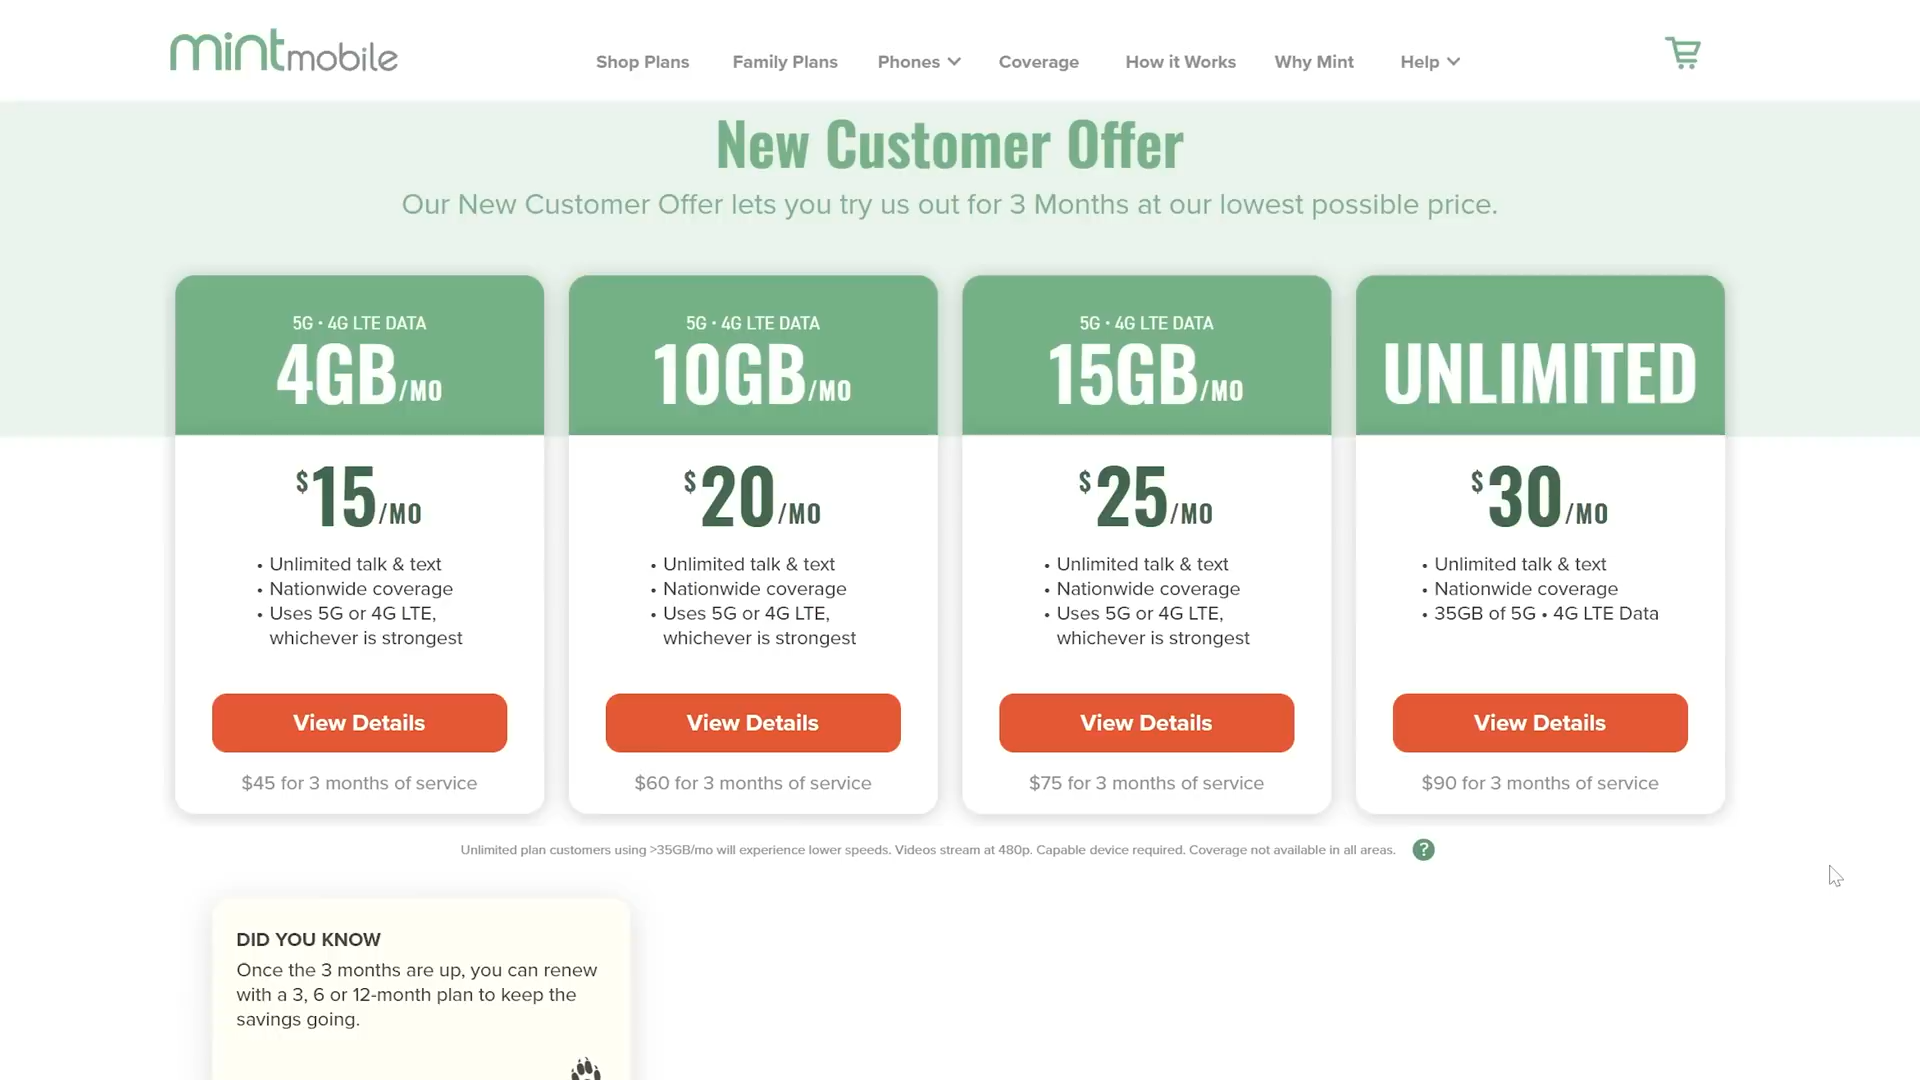 mint mobile
Shop Plans
Family Plans
Phones
Coverage
How it Works
Why Mint
Help
New Customer Offer
Our New Customer Offer lets you try us out for 3 Months at our lowest possible price.
5G • 4G LTE DATA
4GB/MO
$15/MO
• Unlimited talk & text
• Nationwide coverage
• Uses 5G or 4G LTE,
whichever is strongest
View Details
$45 for 3 months of service
5G • 4G LTE DATA
10GB/MO
$20/MO
• Unlimited talk & text
• Nationwide coverage
• Uses 5G or 4G LTE,
whichever is strongest
View Details
$60 for 3 months of service
5G • 4G LTE DATA
15GB/MO
$25/MO
• Unlimited talk & text
• Nationwide coverage
• Uses 5G or 4G LTE,
whichever is strongest
View Details
$75 for 3 months of service
UNLIMITED
$30/MO
• Unlimited talk & text
• Nationwide coverage
• 35GB of 5G • 4G LTE Data
View Details
$90 for 3 months of service
Unlimited plan customers using >35GB/mo will experience lower speeds. Videos stream at 480p. Capable device required. Coverage not available in all areas. ?
DID YOU KNOW
Once the 3 months are up, you can renew
with a 3, 6 or 12-month plan to keep the
savings going.